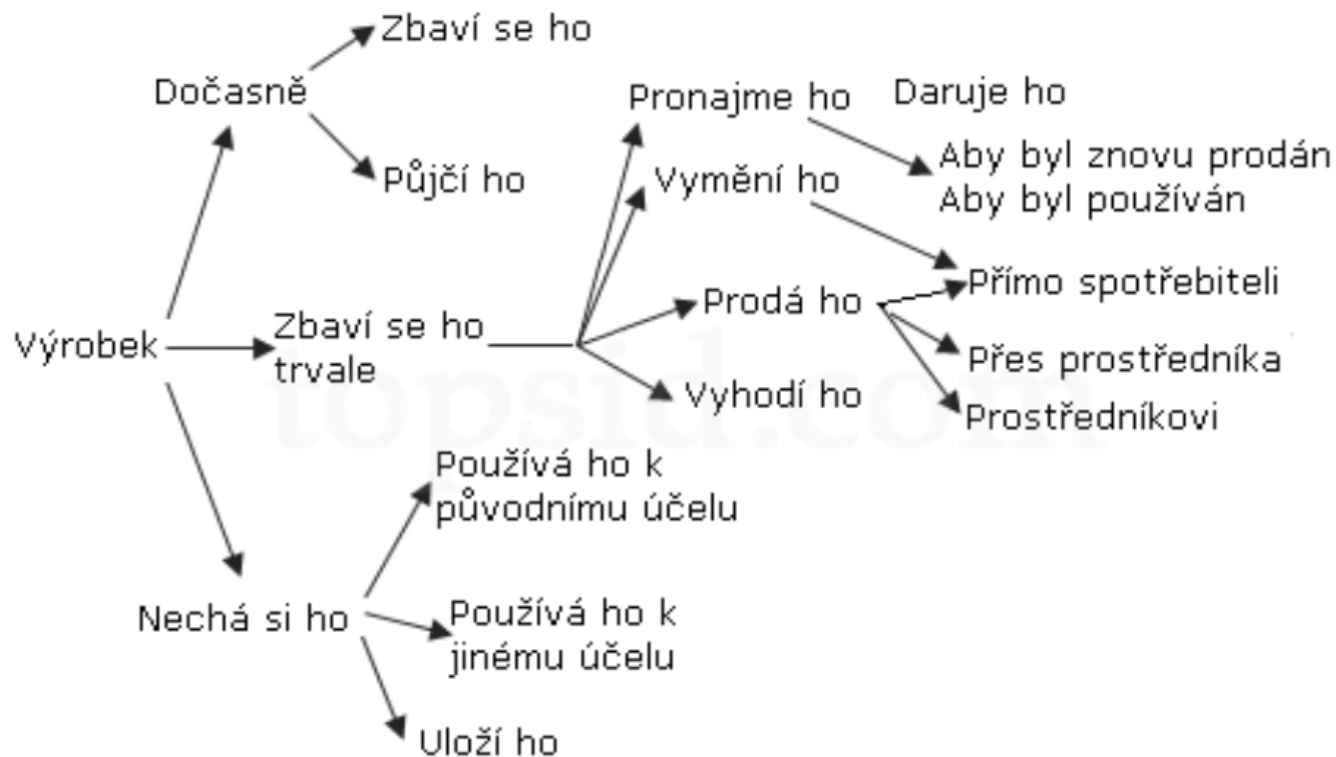 Zbaví se ho
Dočasně
Pronajme ho
Daruje ho
Aby byl znovu prodán
Půjčí ho
Vymění ho
Aby byl používán
Přímo spotřebiteli
Prodá ho
Zbaví se ho
trvale
Výrobek
Přes prostředníka
Vyhodí ho
Prostředníkovi
topsid.com
Používá ho k
původnímu účelu
Nechá si ho
Používá ho k
jinému účelu
Uloží ho